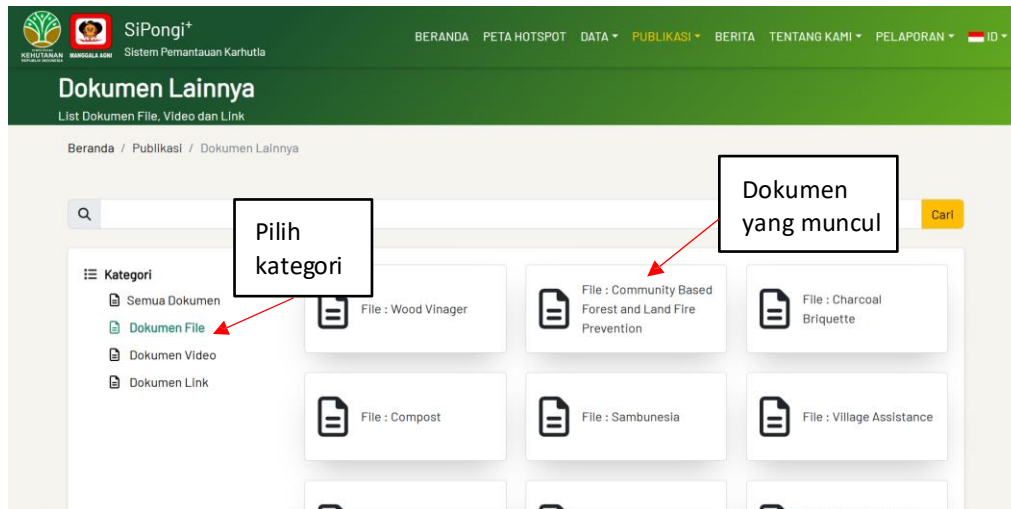 SiPongi+
Sistem Pemantauan Karhutla
KEHUTANAN
REPUBLIK INDONESIA
MANGGALA AGNI
BERANDA PETA HOTSPOT DATA PUBLIKASI BERITA TENTANG KAMI PELAPORAN ID
Dokumen Lainnya
List Dokumen File, Video dan Link
Beranda / Publikasi / Dokumen Lainnya
Cari
Pilih
kategori
Dokumen
yang muncul
Kategori
Semua Dokumen
Dokumen File
Dokumen Video
Dokumen Link
File : Wood Vinager
File : Community Based
Forest and Land Fire
Prevention
File : Charcoal
Briquette
File : Compost
File : Sambunesia
File : Village Assistance